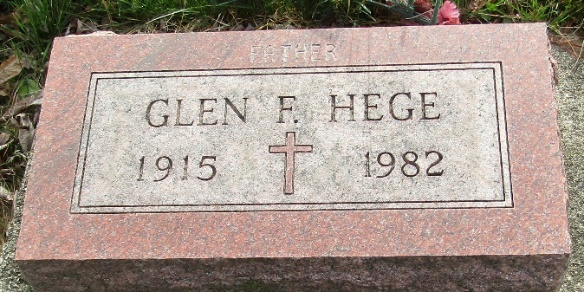 FATHER
GLEN F. HEGE
1915 1982